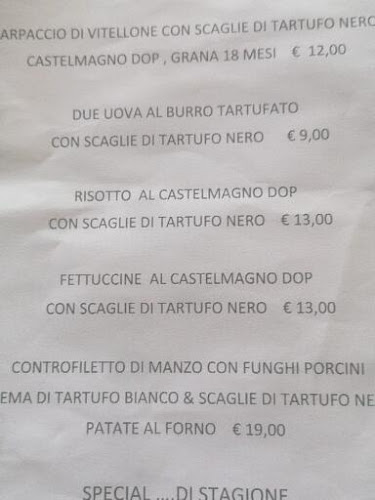 ARPACCIO DI VITELLONE CON SCAGLIE DI TARTUFO NERO
CASTELMAGNO DOP , GRANA 18 MESI € 12,00
DUE UOVA AL BURRO TARTUFATO
CON SCAGLIE DI TARTUFO NERO € 9,00
RISOTTO AL CASTELMAGNO DOP
CON SCAGLIE DI TARTUFO NERO € 13,00
FETTUCCINE AL CASTELMAGNO DOP
CON SCAGLIE DI TARTUFO NERO € 13,00
CONTROFILETTO DI MANZO CON FUNGHI PORCINI
EMA DI TARTUFO BIANCO & SCAGLIE DI TARTUFO NE
PATATE AL FORNO € 19,00
SPECIAL ....DI STAGIONE